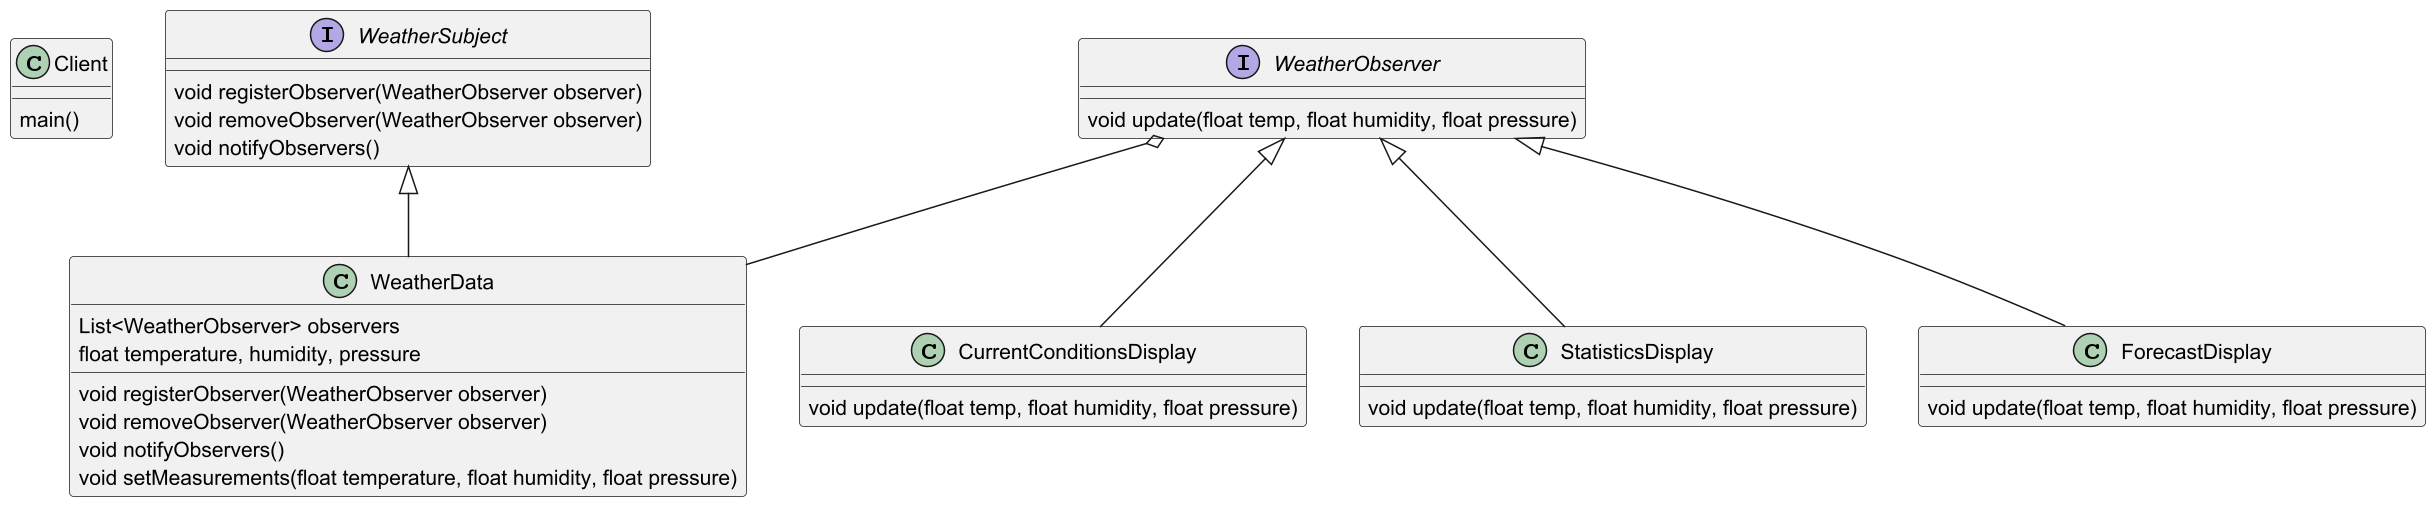 C Client
main()
I WeatherSubject
void registerObserver(WeatherObserver observer)
void removeObserver(WeatherObserver observer)
void notifyObservers()
I WeatherObserver
void update(float temp, float humidity, float pressure)
C WeatherData
List<WeatherObserver> observers
float temperature, humidity, pressure
void registerObserver(WeatherObserver observer)
void removeObserver(WeatherObserver observer)
void notifyObservers()
void setMeasurements(float temperature, float humidity, float pressure)
C CurrentConditionsDisplay
void update(float temp, float humidity, float pressure)
C StatisticsDisplay
void update(float temp, float humidity, float pressure)
C ForecastDisplay
void update(float temp, float humidity, float pressure)